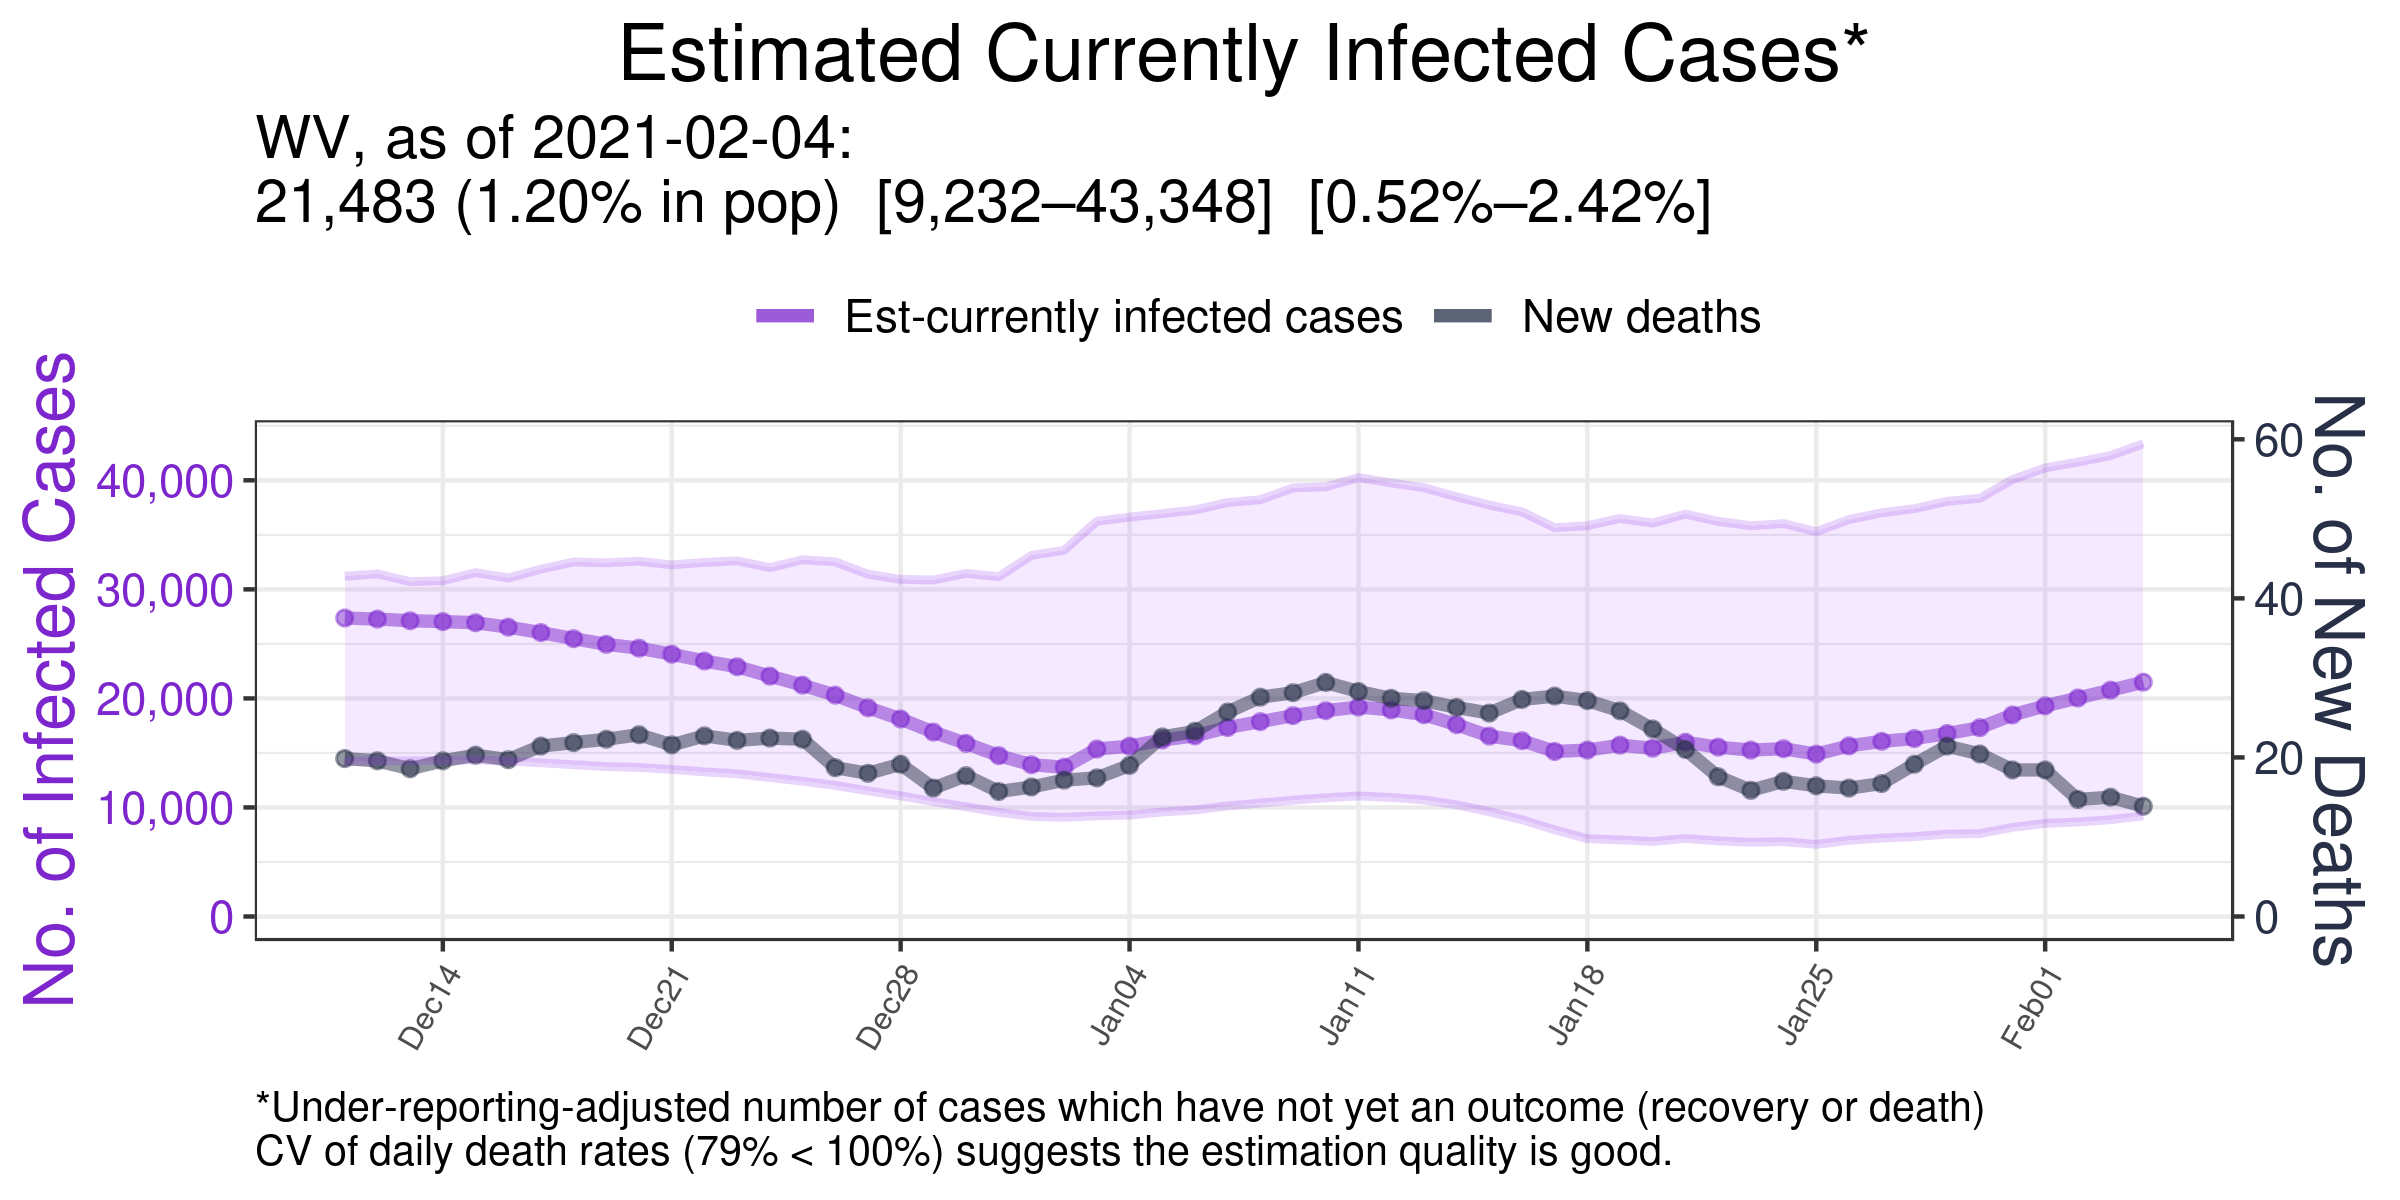 Estimated Currently Infected Cases*
WV, as of 2021-02-04:
21,483 (1.20% in pop)  [9,232–43,348]  [0.52%–2.42%]
Est-currently infected cases
New deaths
No. of Infected Cases
40,000
30,000
20,000
10,000
0
60
40
20
0
No. of New Deaths
Dec14
Dec21
Dec28
Jan04
Jan11
Jan18
Jan25
Feb01
*Under-reporting-adjusted number of cases which have not yet an outcome (recovery or death)
CV of daily death rates (79% < 100%) suggests the estimation quality is good.